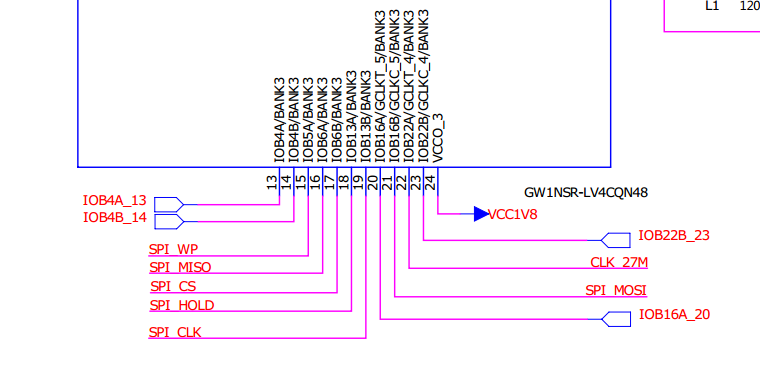 L1 120
IOB4A/BANK3
IOB4B/BANK3
IOB5A/BANK3
IOB6A/BANK3
IOB6B/BANK3
IOB13A/BANK3
IOB13B/BANK3
IOB16A/GCLKT_5/BANK3
IOB16B/GCLKC_5/BANK3
IOB22A/GCLKT_4/BANK3
IOB22B/GCLKC_4/BANK3
VCCO_3
13
14
15
16
17
18
19
20
21
22
23
24
GW1NSR-LV4CQN48
IOB4A_13
IOB4B_14
VCC1V8
IOB22B_23
SPI_WP
CLK_27M
SPI_MISO
SPI_CS
SPI_MOSI
SPI_HOLD
IOB16A_20
SPI_CLK